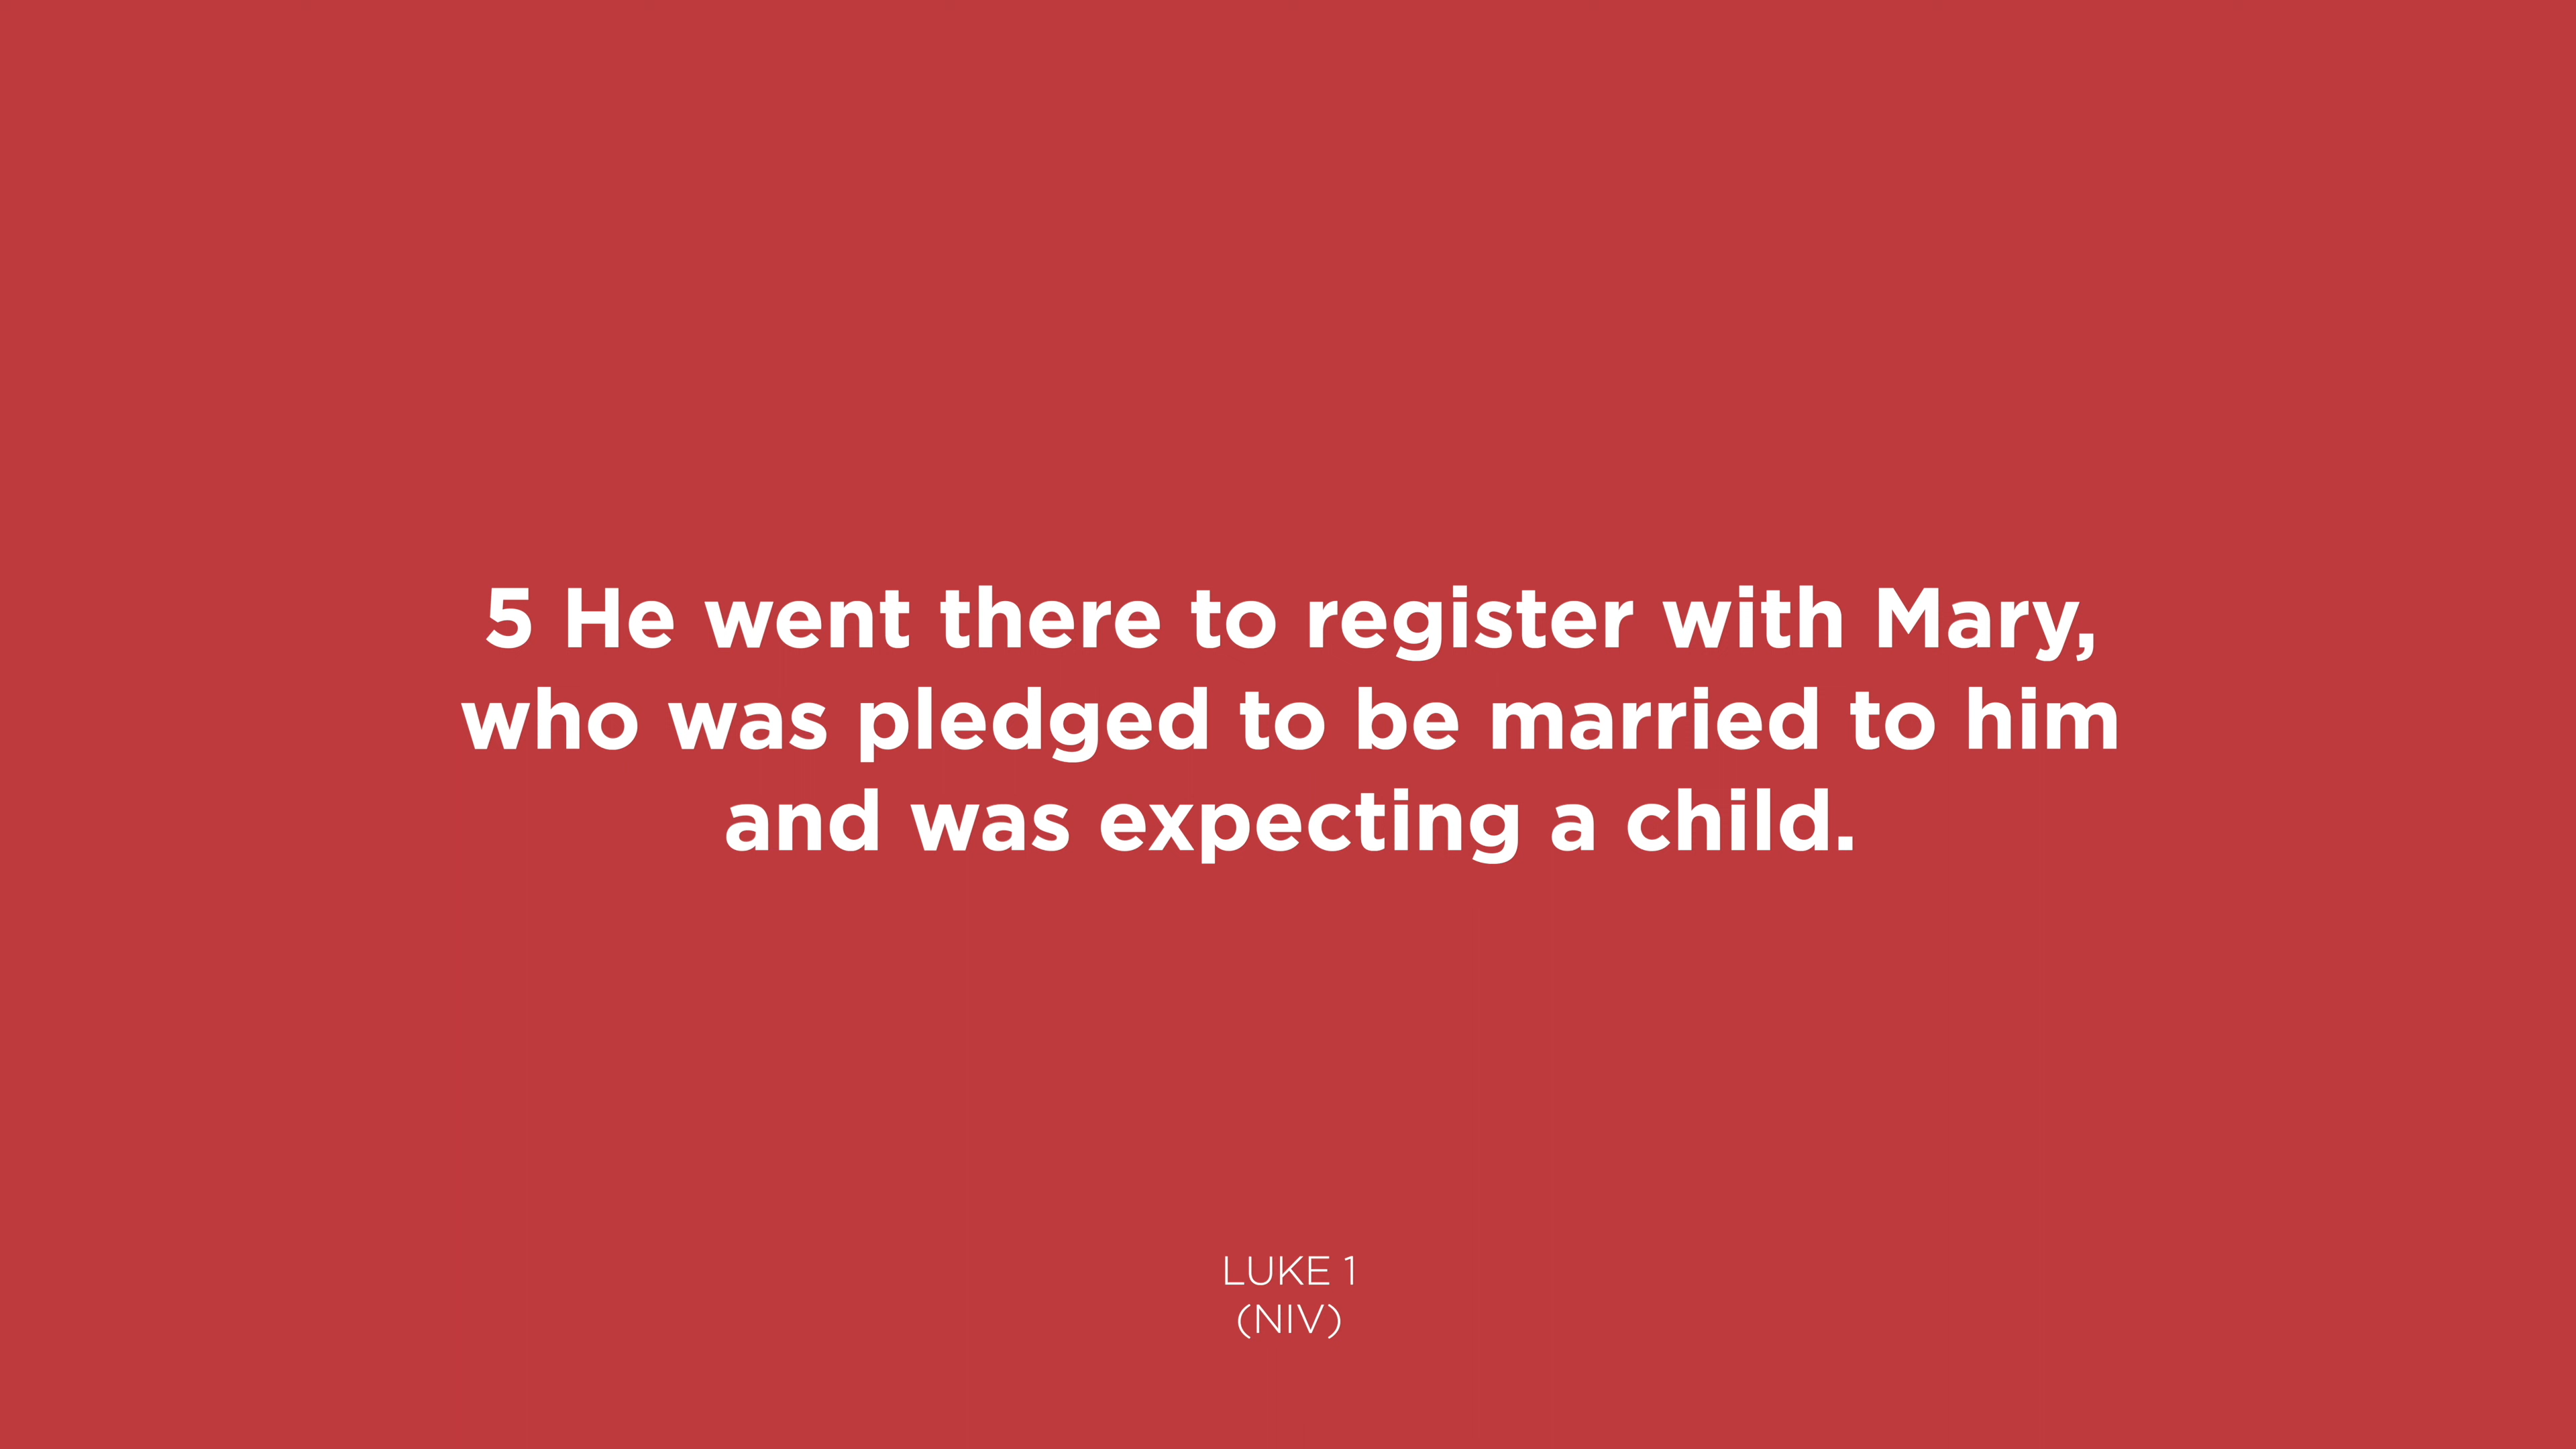 5 He went there to register with Mary,
who was pledged to be married to him
and was expecting a child.
LUKE 1
(NIV)